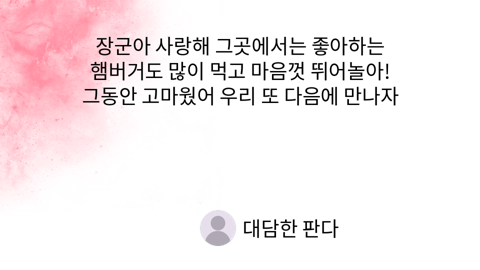 장군아 사랑해 그곳에서는 좋아하는
햄버거도 많이 먹고 마음껏 뛰어놀아!
그동안 고마웠어 우리 또 다음에 만나자
대담한 판다